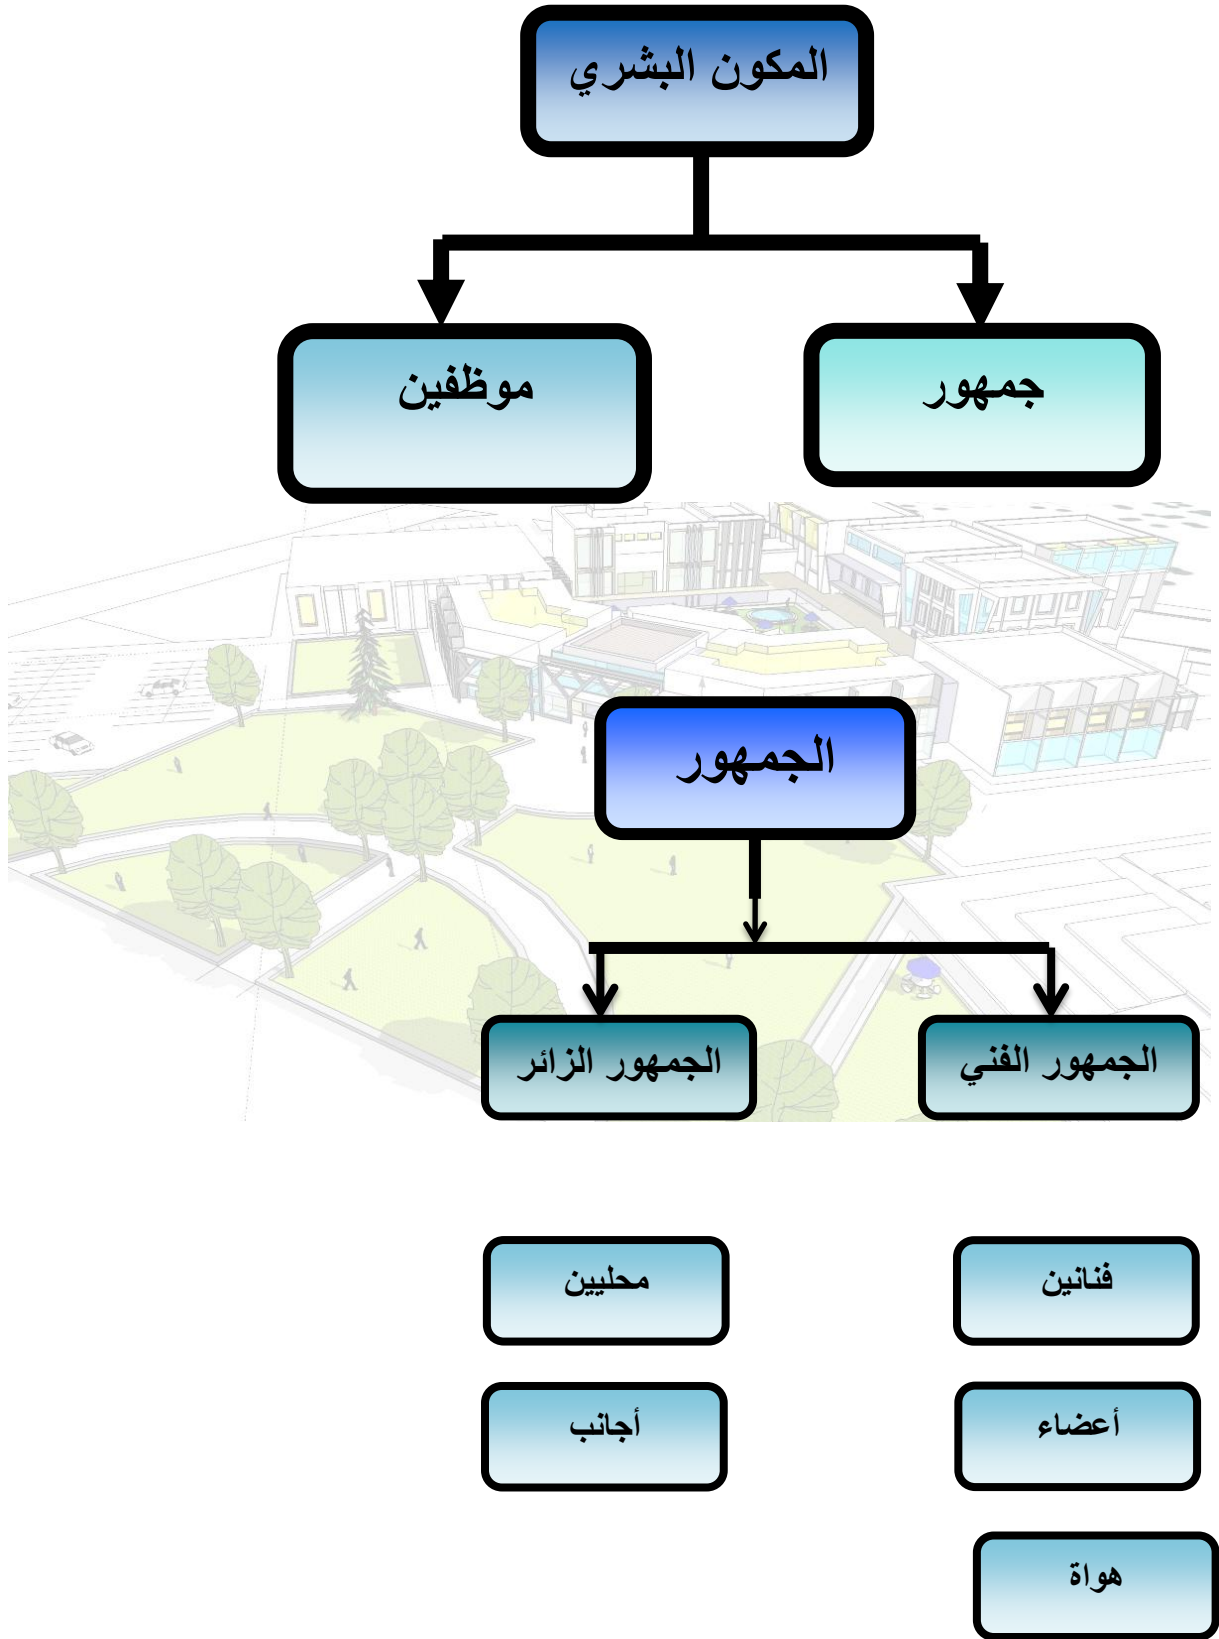 المكون البشري
جمهور
موظفين
الجمهور
الجمهور الفني
الجمهور الزائر
فنانين
محليين
أعضاء
أجانب
هواة